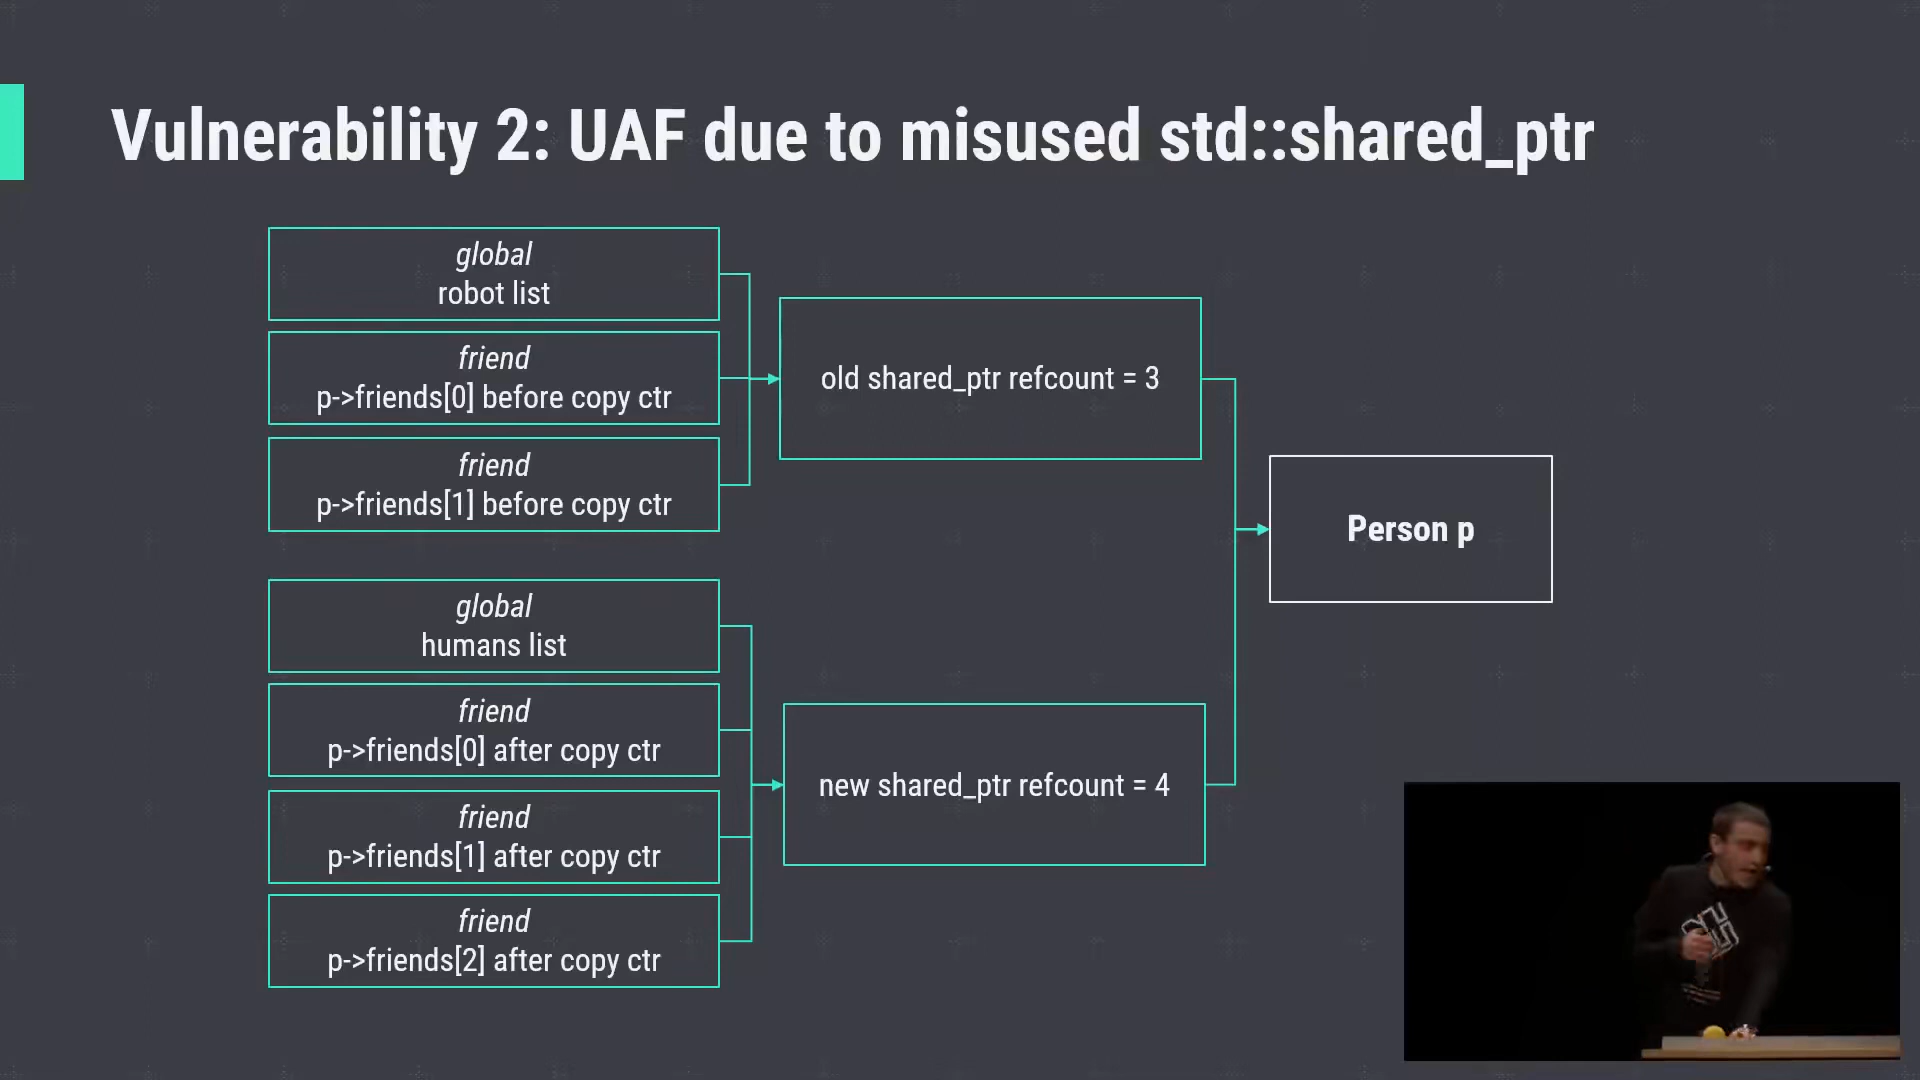 Vulnerability 2: UAF due to misused std::shared_ptr
global
robot list
friend
p->friends[0] before copy ctr
friend
p->friends[1] before copy ctr
old shared_ptr refcount = 3
Person p
global
humans list
friend
p->friends[0] after copy ctr
friend
p->friends[1] after copy ctr
friend
p->friends[2] after copy ctr
new shared_ptr refcount = 4